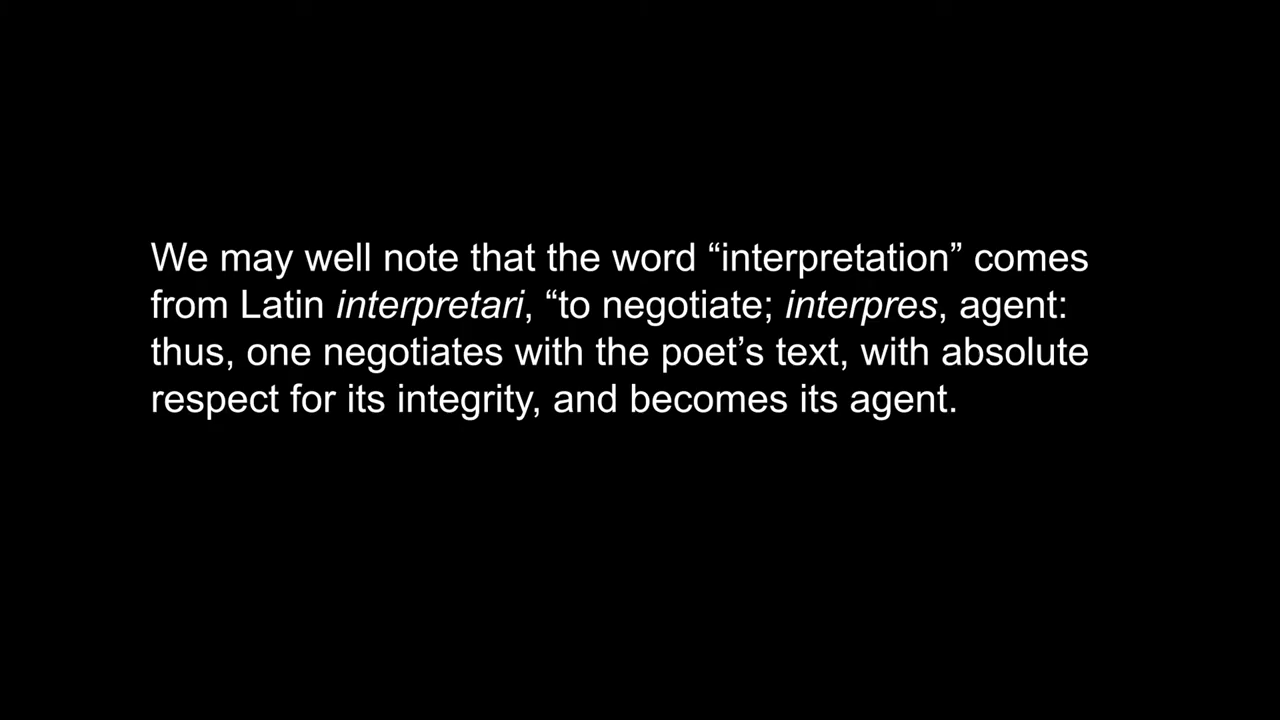 We may well note that the word “interpretation” comes
from Latin interpretari, “to negotiate; interpres, agent:
thus, one negotiates with the poet’s text, with absolute
respect for its integrity, and becomes its agent.